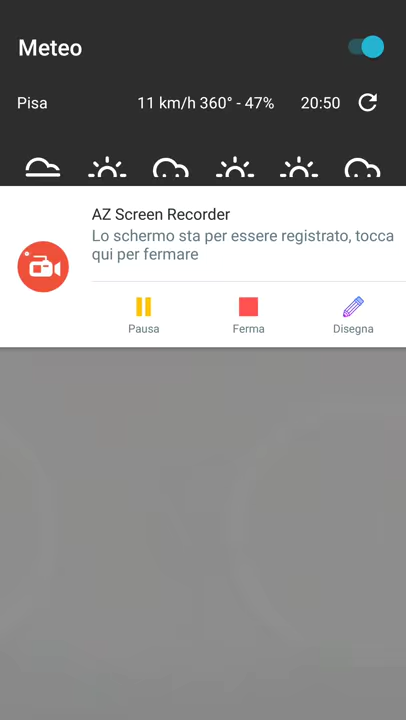 Meteo
Pisa 11 km/h 360° - 47% 20:50
AZ Screen Recorder
Lo schermo sta per essere registrato, tocca
qui per fermare
Pausa Ferma Disegna